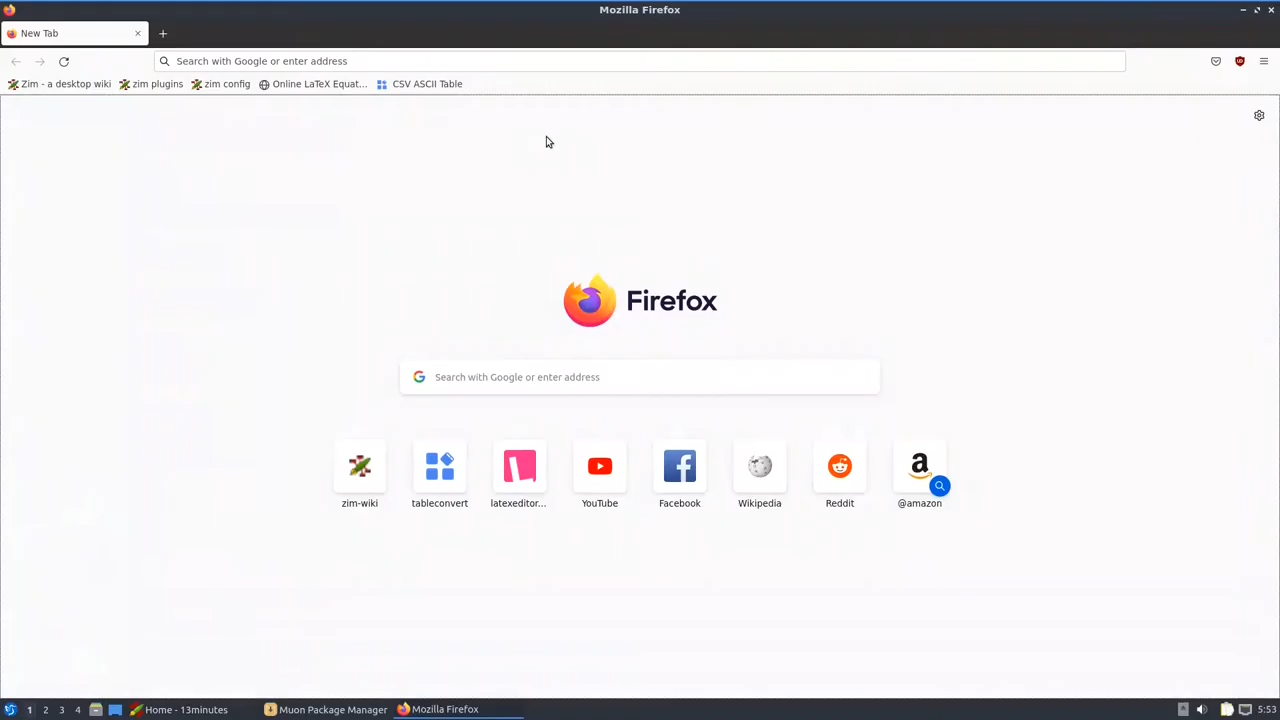 Mozilla Firefox
New Tab
Search with Google or enter address
Zim - a desktop wiki zim plugins zim config Online LaTeX Equat... CSV ASCII Table
Firefox
Search with Google or enter address
zim-wiki tableconvert latexeditor... YouTube Facebook Wikipedia Reddit @amazon
1 2 3 4 Home - 13minutes Muon Package Manager Mozilla Firefox 5:53